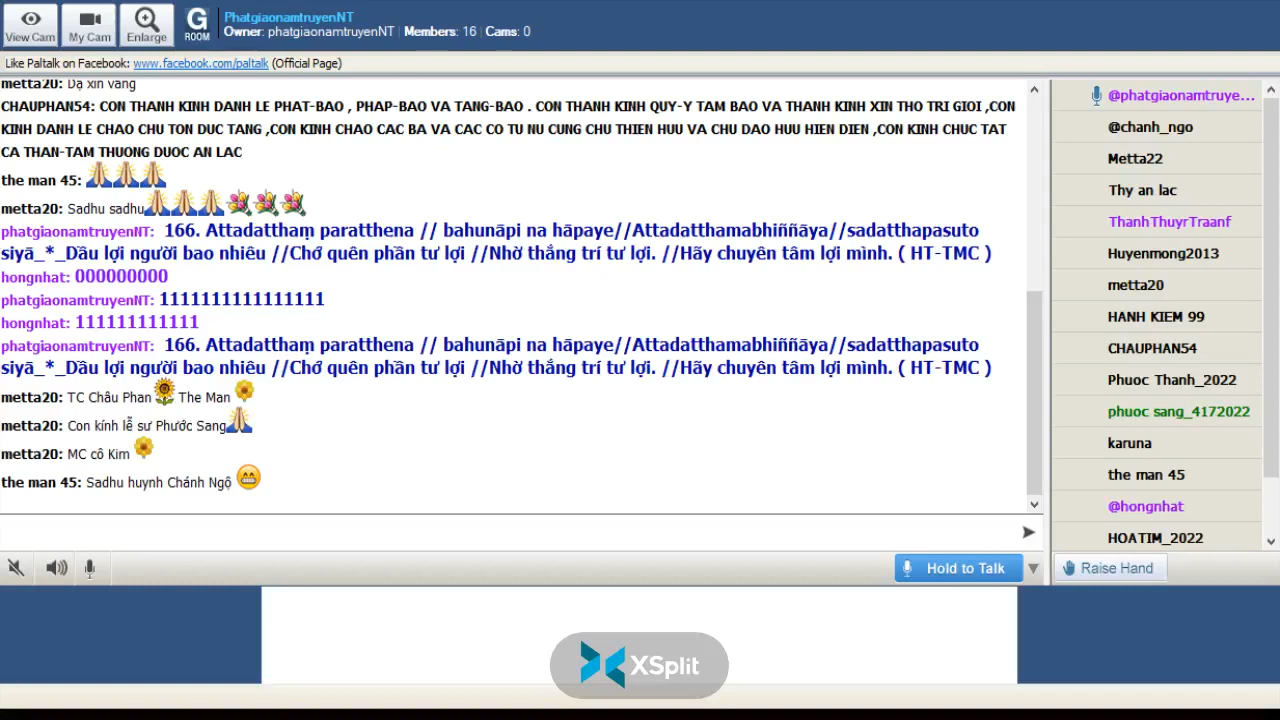 View Cam
My Cam
Enlarge
G
ROOM
PhatgiaonamtruyenNT
Owner: phatgiaonamtruyenNT | Members: 16 | Cams: 0
Like Paltalk on Facebook: www.facebook.com/paltalk (Official Page)
metta20: Dạ xin vâng
CHAUPHAN54: CON THANH KINH DANH LE PHAT-BAO , PHAP-BAO VA TANG-BAO . CON THANH KINH QUY-Y TAM BAO VA THANH KINH XIN THO TRI GIOI ,CON
KINH DANH LE CHAO CHU TON DUC TANG ,CON KINH CHAO CAC BA VA CAC CO TU NU CUNG CHU THIEN HUU VA CHU DAO HUU HIEN DIEN ,CON KINH CHUC TAT
CA THAN-TAM THUONG DUOC AN LAC
the man 45: 🙏🙏🙏
metta20: Sadhu sadhu🙏🙏🙏💐💐💐
phatgiaonamtruyenNT: 166. Attadatthaṃ paratthena // bahunāpi na hāpaye//Attadatthamabhiññāya//sadatthapasuto
siyā_*_Dầu lợi người bao nhiêu //Chớ quên phần tư lợi //Nhờ thắng trí tư lợi. //Hãy chuyên tâm lợi mình. ( HT-TMC )
hongnhat: 000000000
phatgiaonamtruyenNT: 1111111111111111
hongnhat: 111111111111
phatgiaonamtruyenNT: 166. Attadatthaṃ paratthena // bahunāpi na hāpaye//Attadatthamabhiññāya//sadatthapasuto
siyā_*_Dầu lợi người bao nhiêu //Chớ quên phần tư lợi //Nhờ thắng trí tư lợi. //Hãy chuyên tâm lợi mình. ( HT-TMC )
metta20: TC Châu Phan🌻 The Man 🌼
metta20: Con kính lễ sư Phước Sang🙏
metta20: MC cô Kim 🌼
the man 45: Sadhu huynh Chánh Ngộ 😁
@phatgiaonamtruye...
@chanh_ngo
Metta22
Thy an lac
ThanhThuyrTraanf
Huyenmong2013
metta20
HANH KIEM 99
CHAUPHAN54
Phuoc Thanh_2022
phuoc sang_4172022
karuna
the man 45
@hongnhat
HOATIM_2022
Hold to Talk
Raise Hand
XSplit